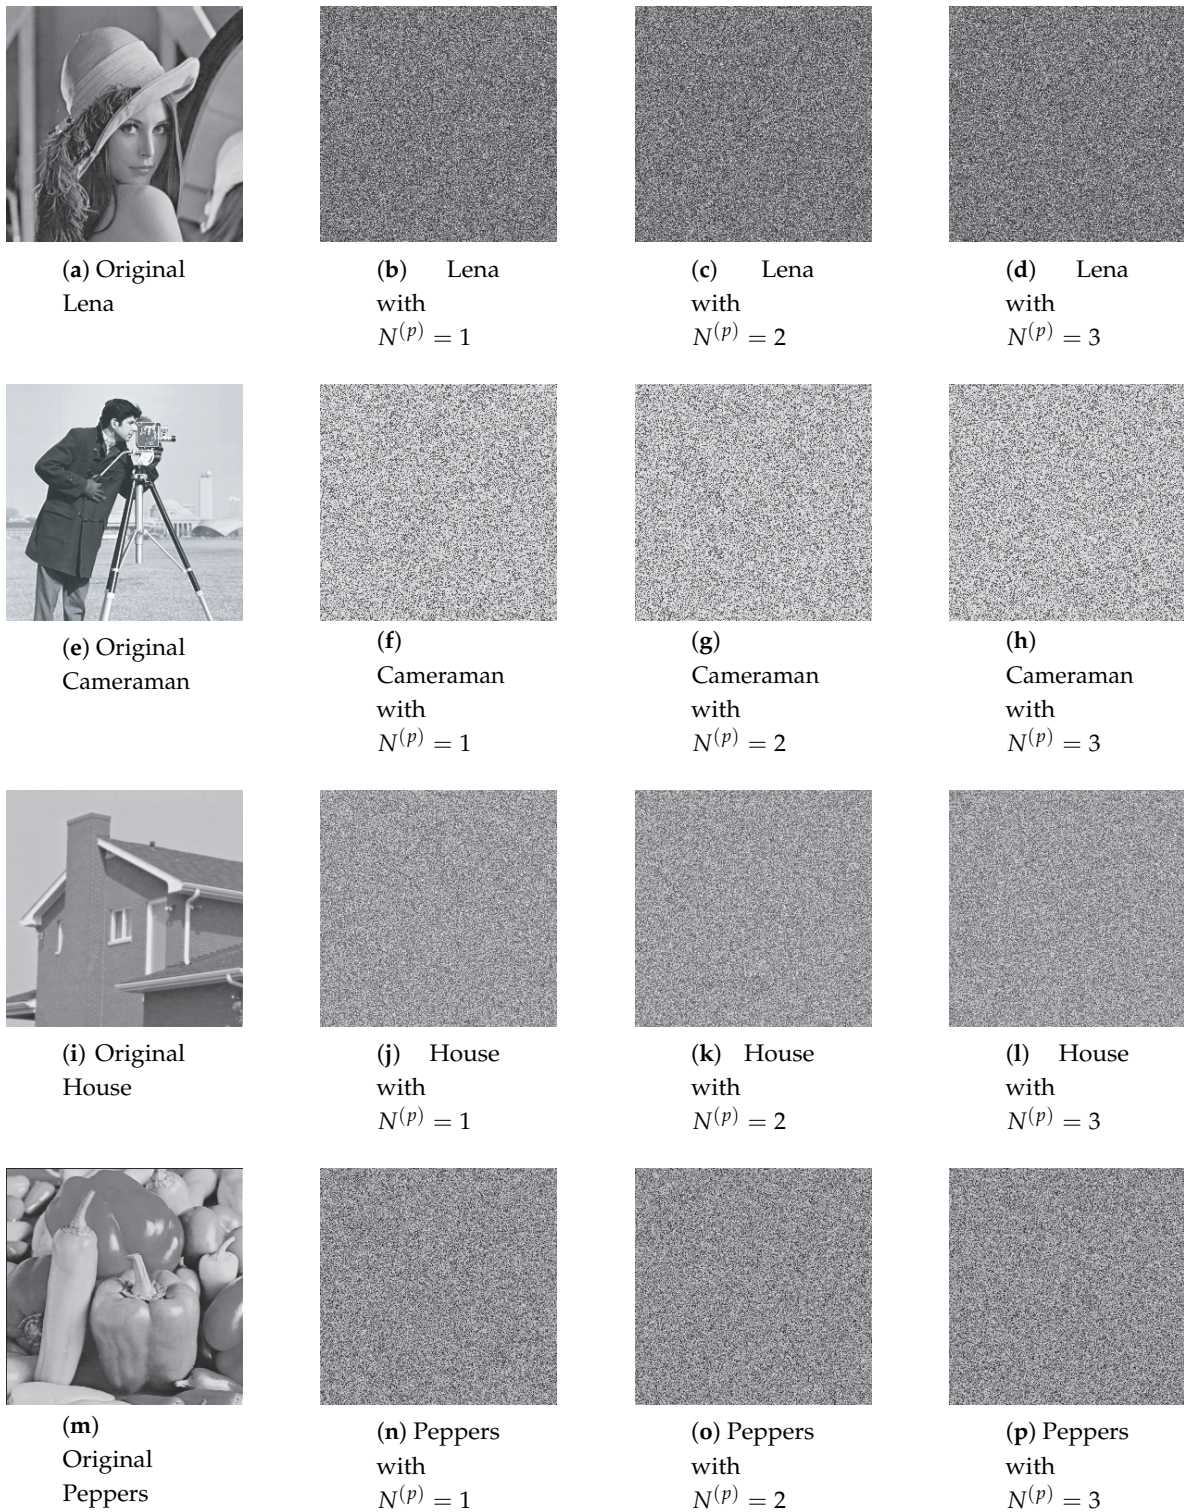 (a) Original
Lena
(b) Lena
with
N^{(p)} = 1
(c) Lena
with
N^{(p)} = 2
(d) Lena
with
N^{(p)} = 3
(e) Original
Cameraman
(f)
Cameraman
with
N^{(p)} = 1
(g)
Cameraman
with
N^{(p)} = 2
(h)
Cameraman
with
N^{(p)} = 3
(i) Original
House
(j) House
with
N^{(p)} = 1
(k) House
with
N^{(p)} = 2
(l) House
with
N^{(p)} = 3
(m)
Original
Peppers
(n) Peppers
with
N^{(p)} = 1
(o) Peppers
with
N^{(p)} = 2
(p) Peppers
with
N^{(p)} = 3